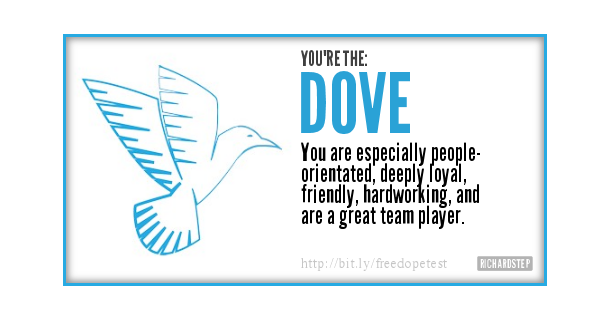 YOU'RE THE:
DOVE
You are especially people-
orientated, deeply loyal,
friendly, hardworking, and
are a great team player.
http://bit.ly/freedopetest
RICHARDSTEP